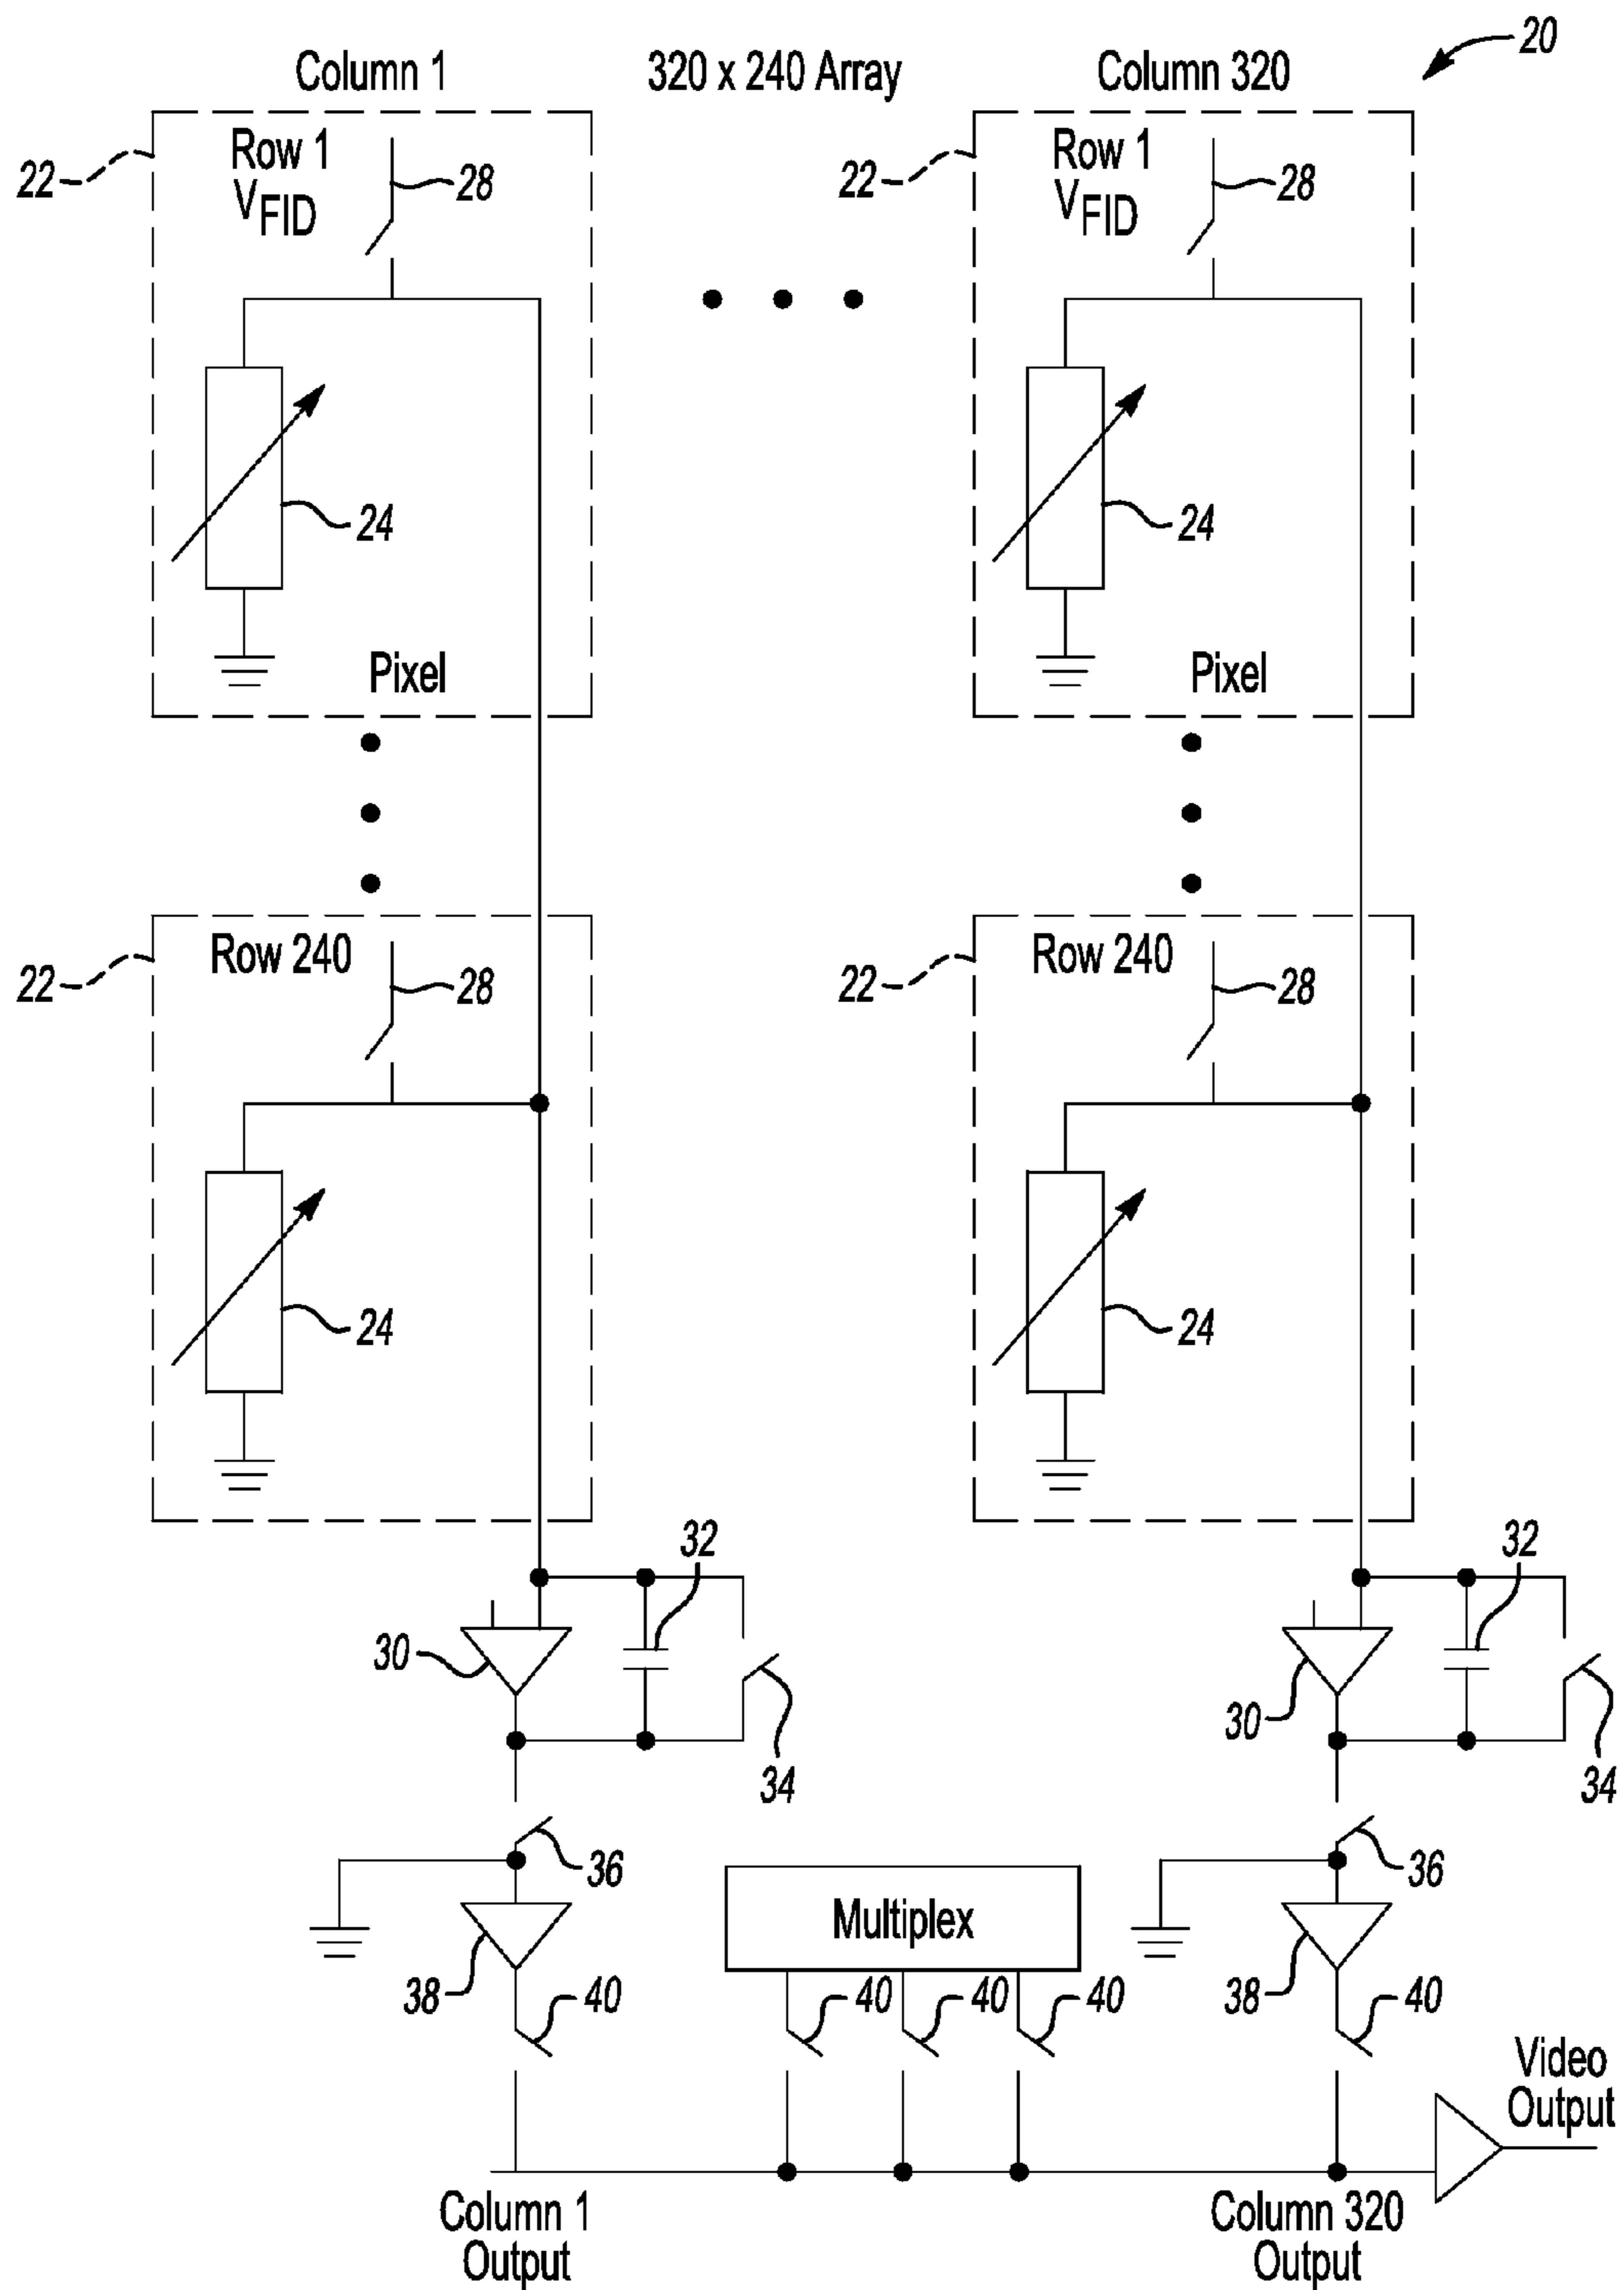 20
Column 1
320 x 240 Array
Column 320
22
Row 1
VFID
28
22
Row 1
VFID
28
24
24
Pixel
Pixel
22
Row 240
28
22
Row 240
28
24
24
32
32
30
30
34
34
36
36
Multiplex
38
40
40
40
40
38
40
Video
Output
Column 1
Output
Column 320
Output